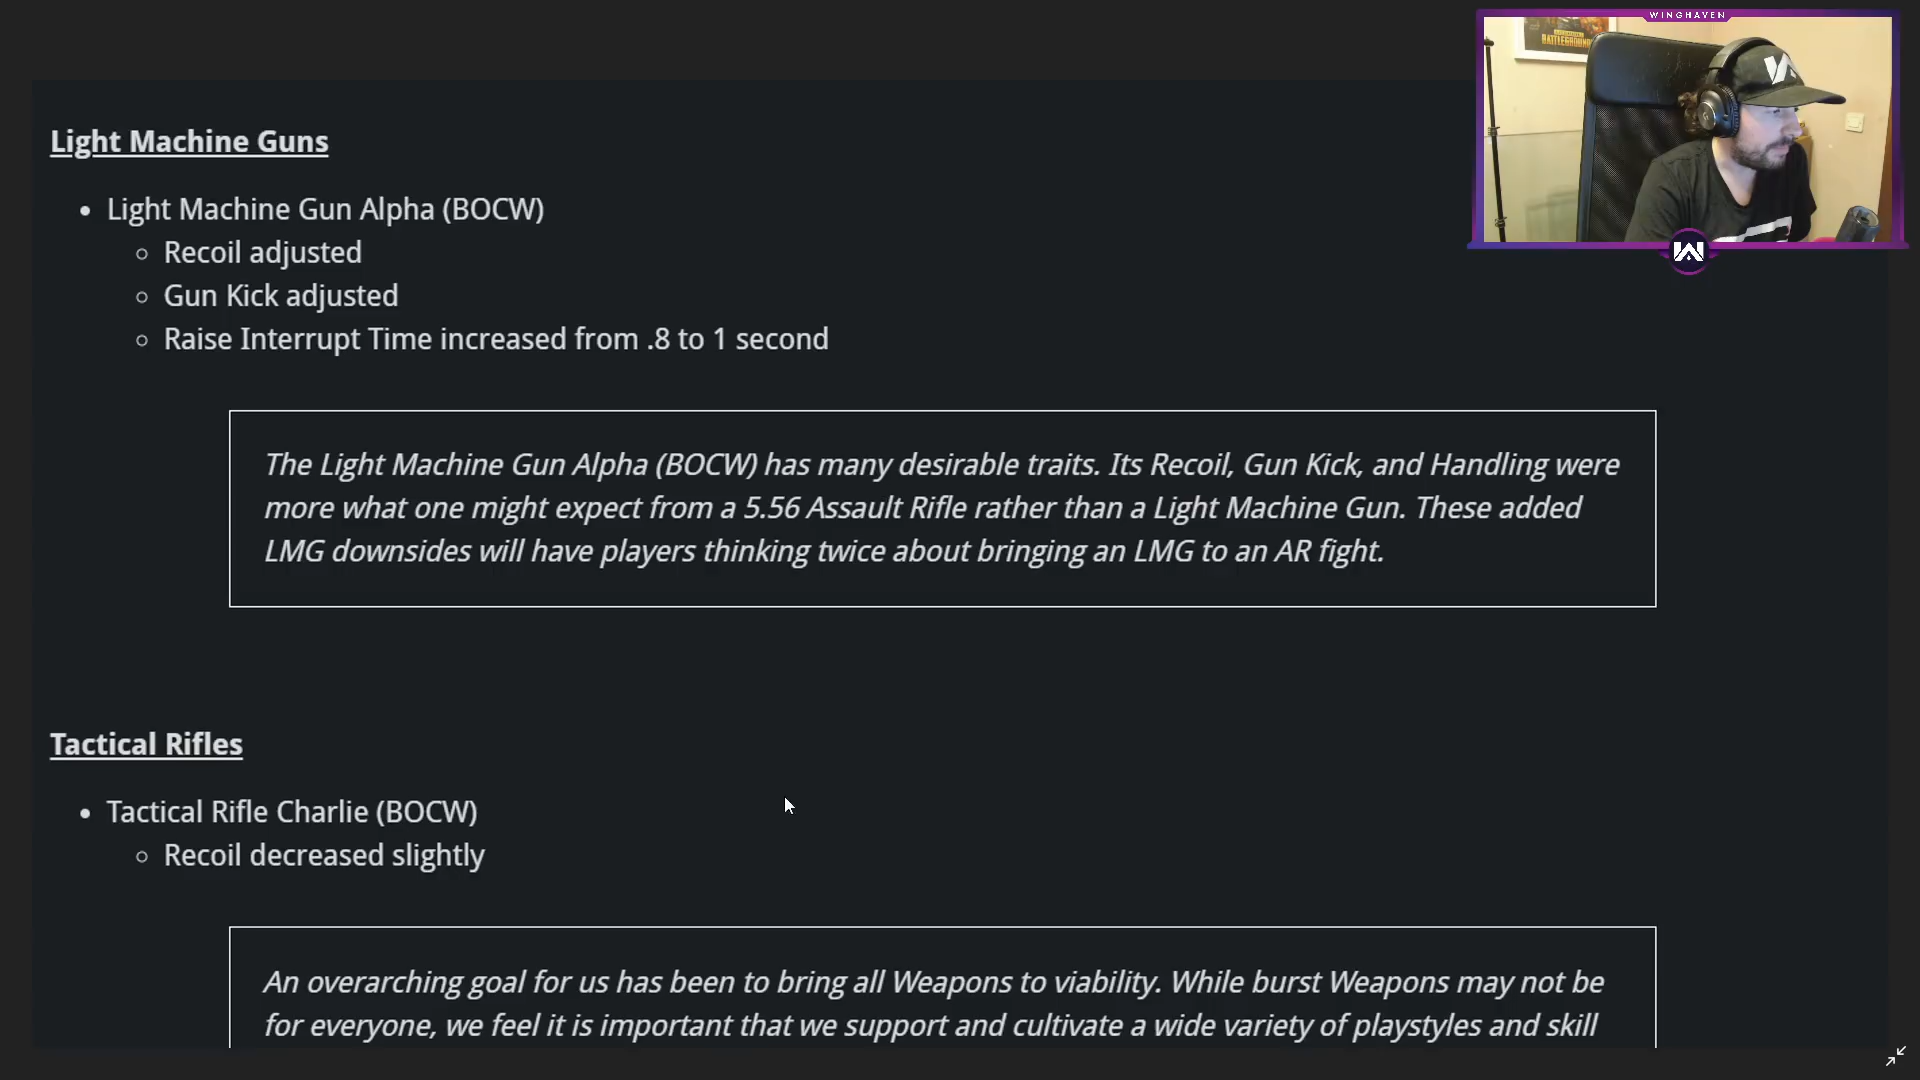 WINGHAVEN
BATTLEGROUNDS
Light Machine Guns
• Light Machine Gun Alpha (BOCW)
○ Recoil adjusted
○ Gun Kick adjusted
○ Raise Interrupt Time increased from .8 to 1 second
The Light Machine Gun Alpha (BOCW) has many desirable traits. Its Recoil, Gun Kick, and Handling were
more what one might expect from a 5.56 Assault Rifle rather than a Light Machine Gun. These added
LMG downsides will have players thinking twice about bringing an LMG to an AR fight.
Tactical Rifles
• Tactical Rifle Charlie (BOCW)
○ Recoil decreased slightly
An overarching goal for us has been to bring all Weapons to viability. While burst Weapons may not be
for everyone, we feel it is important that we support and cultivate a wide variety of playstyles and skill